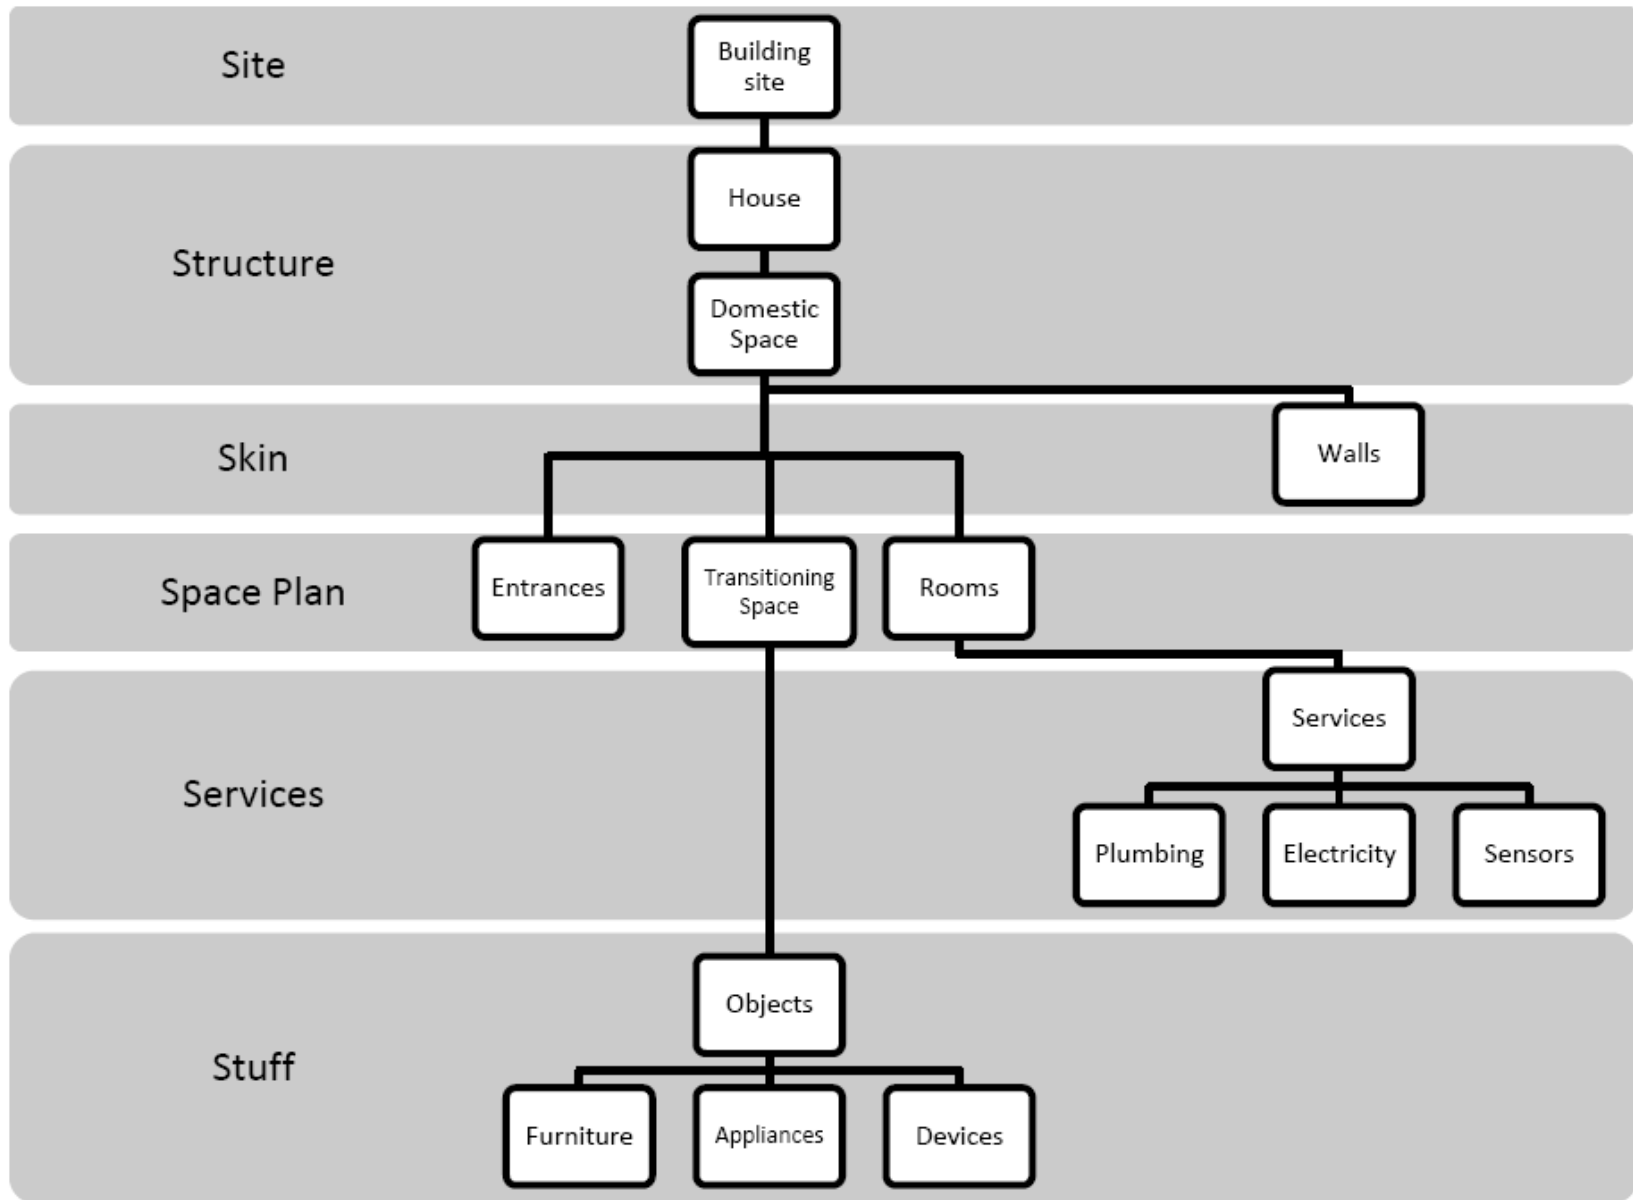 Site
Building
site
House
Structure
Domestic
Space
Skin
Walls
Space Plan
Entrances
Transitioning
Space
Rooms
Services
Services
Plumbing
Electricity
Sensors
Objects
Stuff
Furniture
Appliances
Devices